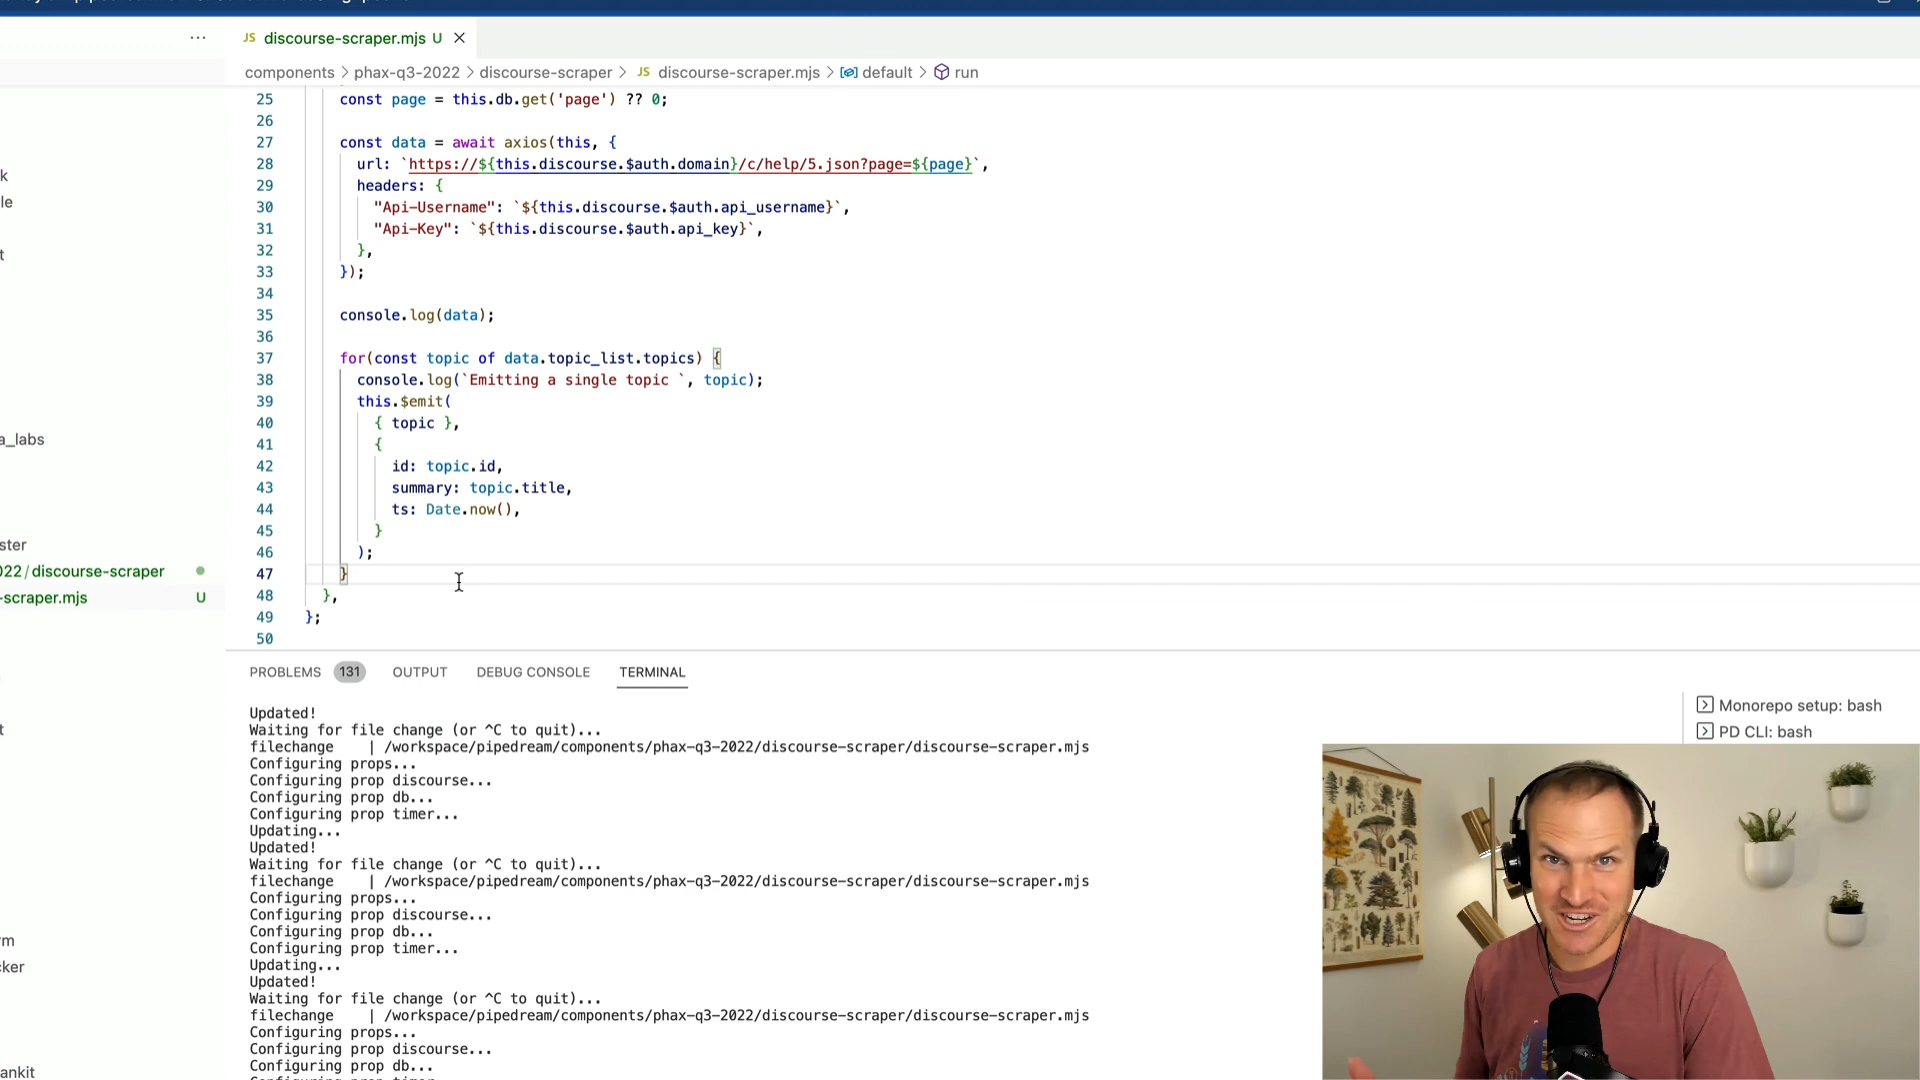 JS discourse-scraper.mjs U
components > phax-q3-2022 > discourse-scraper > JS discourse-scraper.mjs > default > run
25 const page = this.db.get('page') ?? 0;
26
27 const data = await axios(this, {
28 url: `https://${this.discourse.$auth.domain}/c/help/5.json?page=${page}`,
29 headers: {
30 "Api-Username": `${this.discourse.$auth.api_username}`,
31 "Api-Key": `${this.discourse.$auth.api_key}`,
32 },
33 });
34
35 console.log(data);
36
37 for(const topic of data.topic_list.topics) {
38 console.log(`Emitting a single topic `, topic);
39 this.$emit(
40 { topic },
41 {
42 id: topic.id,
43 summary: topic.title,
44 ts: Date.now(),
45 }
46 );
47 }
48 },
49 };
50
k
le
t
a_labs
ster
022/discourse-scraper
-scraper.mjs U
t
rm
cker
ankit
PROBLEMS 131 OUTPUT DEBUG CONSOLE TERMINAL
Updated!
Waiting for file change (or ^C to quit)...
filechange | /workspace/pipedream/components/phax-q3-2022/discourse-scraper/discourse-scraper.mjs
Configuring props...
Configuring prop discourse...
Configuring prop db...
Configuring prop timer...
Updating...
Updated!
Waiting for file change (or ^C to quit)...
filechange | /workspace/pipedream/components/phax-q3-2022/discourse-scraper/discourse-scraper.mjs
Configuring props...
Configuring prop discourse...
Configuring prop db...
Configuring prop timer...
Updating...
Updated!
Waiting for file change (or ^C to quit)...
filechange | /workspace/pipedream/components/phax-q3-2022/discourse-scraper/discourse-scraper.mjs
Configuring props...
Configuring prop discourse...
Configuring prop db...
Monorepo setup: bash
PD CLI: bash